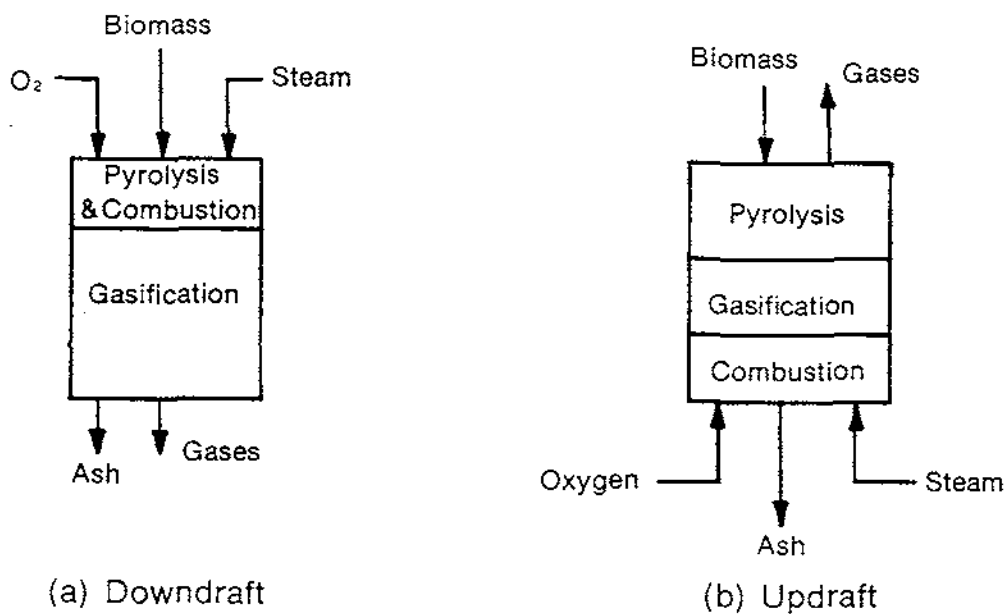 Biomass
O₂
Steam
Pyrolysis
& Combustion
Gasification
Ash
Gases
(a) Downdraft
Biomass
Gases
Pyrolysis
Gasification
Combustion
Oxygen
Steam
Ash
(b) Updraft